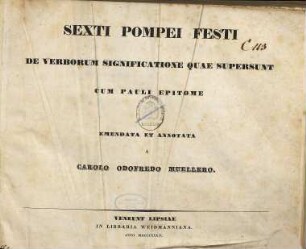 SEXTI POMPEI FESTI
C 113
DE VERBORUM SIGNIFICATIONE QUAE SUPERSUNT
CUM PAULI EPITOME
EMENDATA ET ANNOTATA
A
CAROLO ODOFREDO MUELLERO.
VENEUNT LIPSIAE
IN LIBRARIA WEIDMANNIANA.